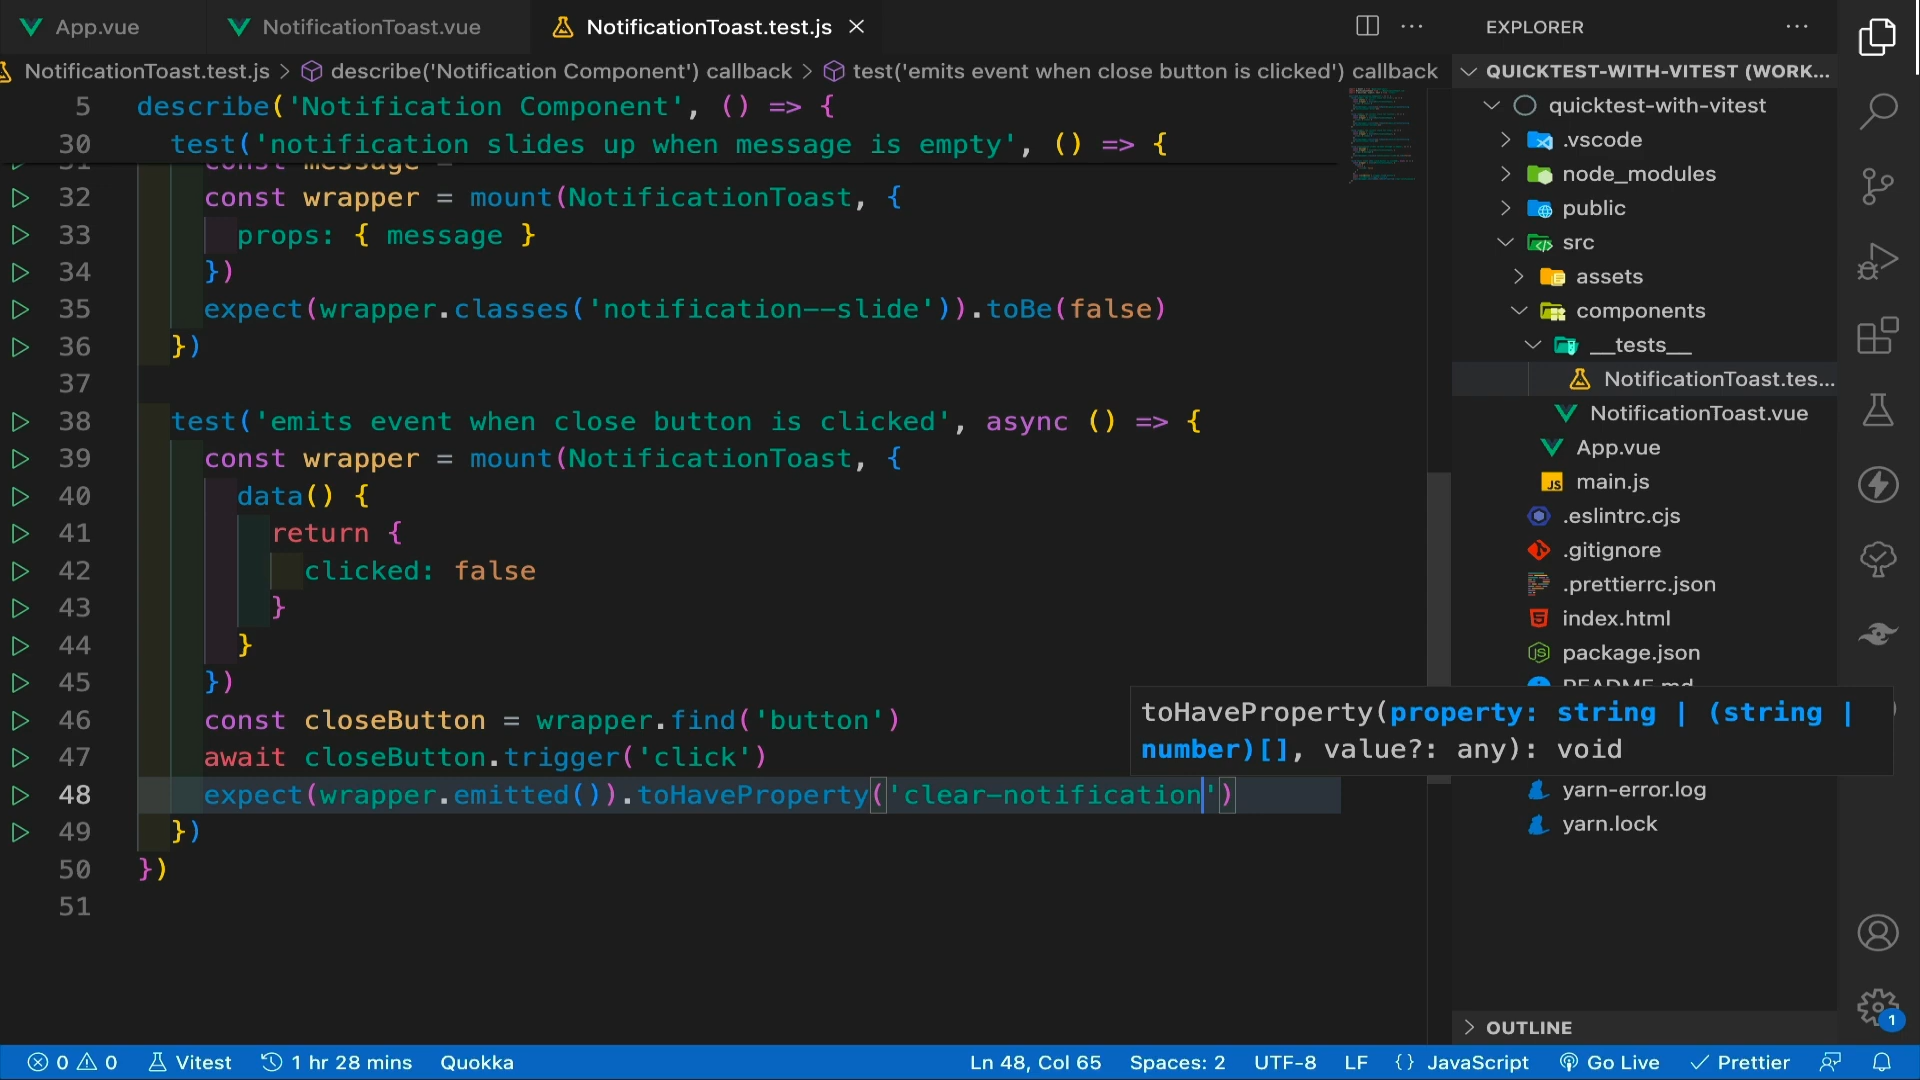 App.vue
NotificationToast.vue
NotificationToast.test.js
EXPLORER
NotificationToast.test.js > describe('Notification Component') callback > test('emits event when close button is clicked') callback
QUICKTEST-WITH-VITEST (WORK...
5 describe('Notification Component', () => {
30 test('notification slides up when message is empty', () => {
32 const wrapper = mount(NotificationToast, {
33 props: { message }
34 })
35 expect(wrapper.classes('notification--slide')).toBe(false)
36 })
37
38 test('emits event when close button is clicked', async () => {
39 const wrapper = mount(NotificationToast, {
40 data() {
41 return {
42 clicked: false
43 }
44 }
45 })
46 const closeButton = wrapper.find('button')
47 await closeButton.trigger('click')
48 expect(wrapper.emitted()).toHaveProperty('clear-notification')
49 })
50 })
51
toHaveProperty(property: string | (string |
number)[], value?: any): void
quicktest-with-vitest
.vscode
node_modules
public
src
assets
components
__tests__
NotificationToast.tes...
NotificationToast.vue
App.vue
main.js
.eslintrc.cjs
.gitignore
.prettierrc.json
index.html
package.json
README.md
yarn-error.log
yarn.lock
OUTLINE
1
0 0 Vitest 1 hr 28 mins Quokka Ln 48, Col 65 Spaces: 2 UTF-8 LF {} JavaScript Go Live Prettier